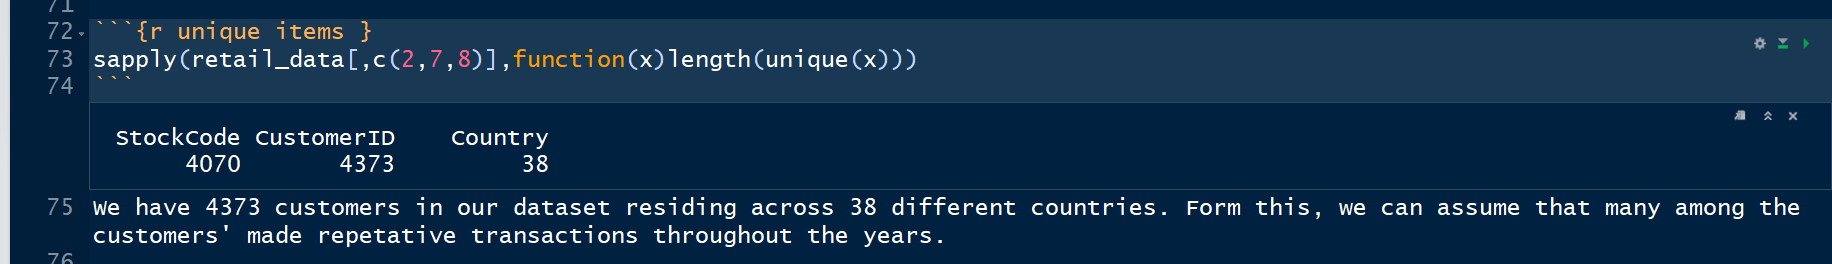 71
72 ```{r unique items }
73 sapply(retail_data[,c(2,7,8)],function(x)length(unique(x)))
74 ```
StockCode CustomerID    Country
4070       4373         38
75 We have 4373 customers in our dataset residing across 38 different countries. Form this, we can assume that many among the
customers' made repetative transactions throughout the years.
76